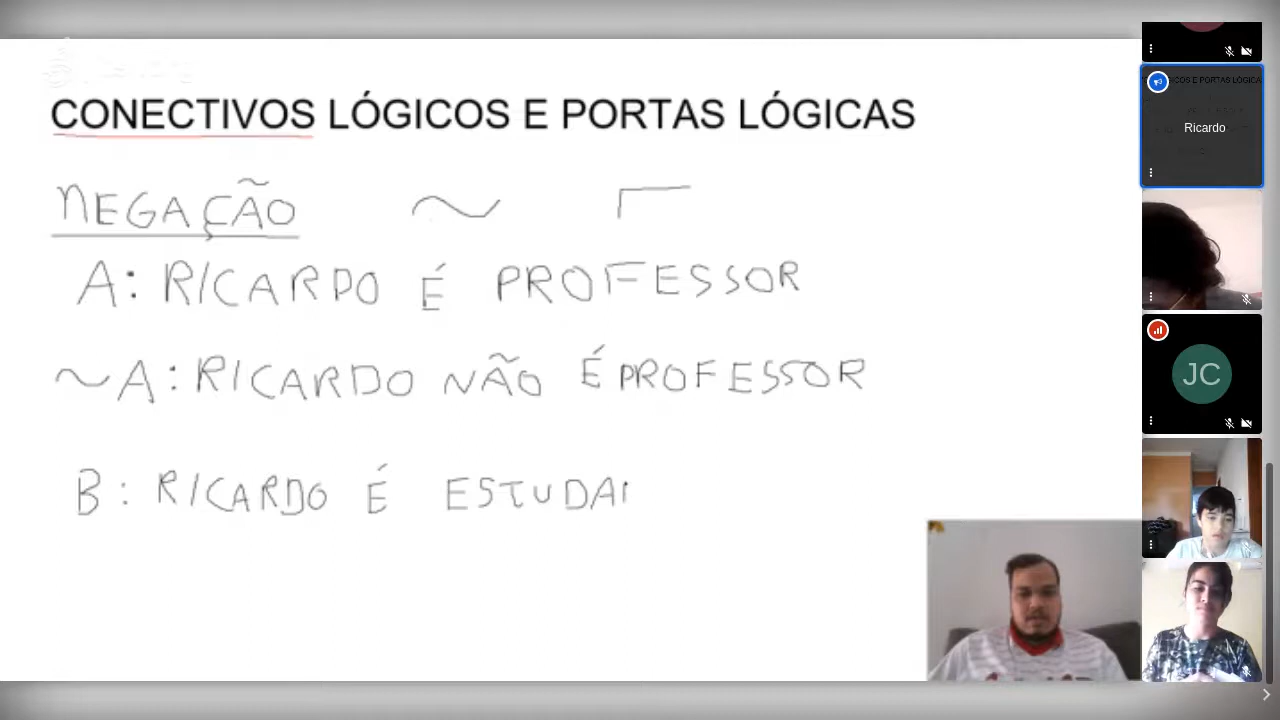 CONECTIVOS LÓGICOS E PORTAS LÓGICAS
NEGAÇÃO ~ Γ
A: RICARDO É PROFESSOR
~A: RICARDO NÃO É PROFESSOR
B: RICARDO É ESTUDA
Ricardo
JC